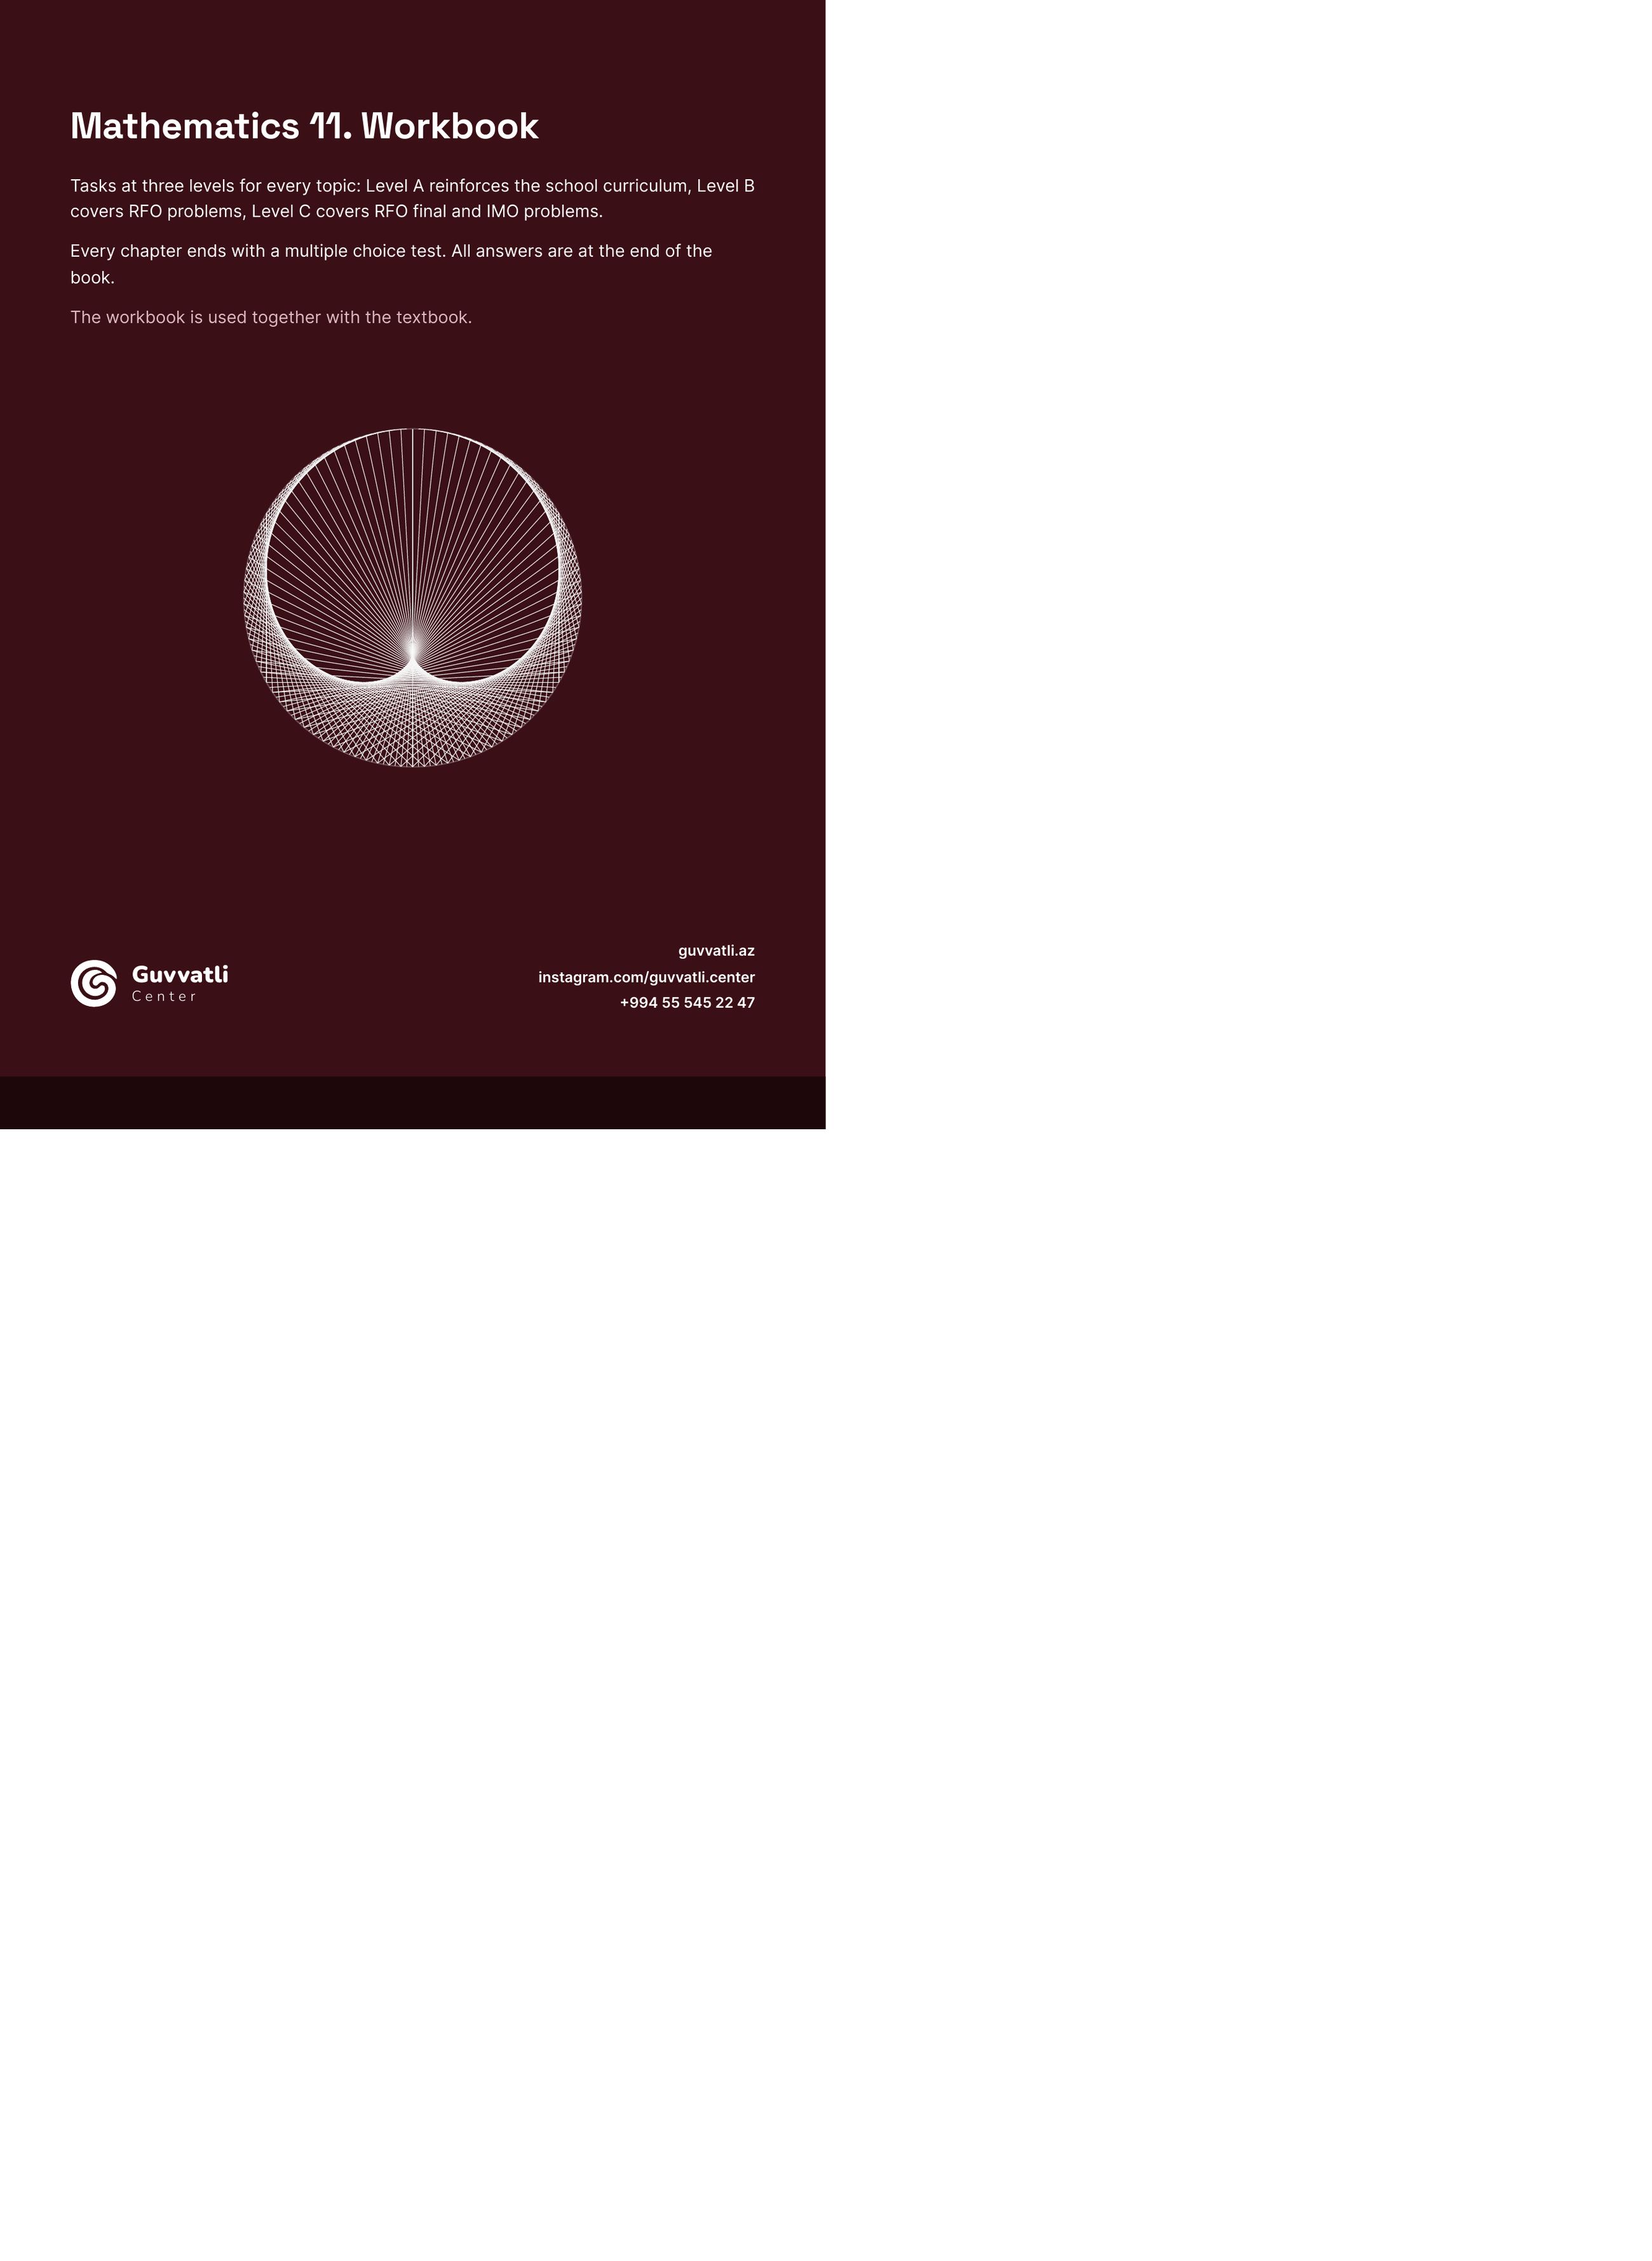 Mathematics 11. Workbook
Tasks at three levels for every topic: Level A reinforces the school curriculum, Level B
covers RFO problems, Level C covers RFO final and IMO problems.
Every chapter ends with a multiple choice test. All answers are at the end of the
book.
The workbook is used together with the textbook.
Guvvatli
Center
guvvatli.az
instagram.com/guvvatli.center
+994 55 545 22 47